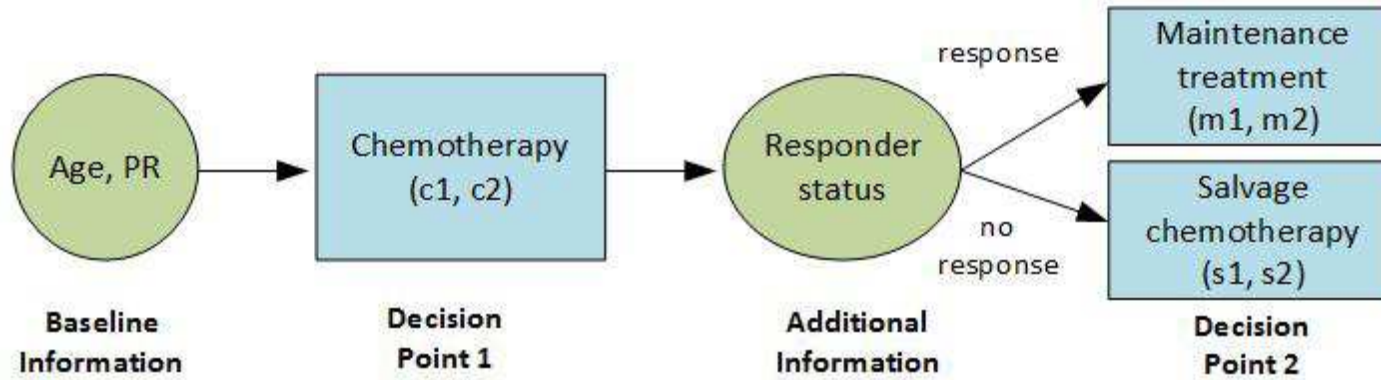 Age, PR
Baseline
Information
Chemotherapy
(c1, c2)
Decision
Point 1
Responder
status
Additional
Information
response
no
response
Maintenance
treatment
(m1, m2)
Salvage
chemotherapy
(s1, s2)
Decision
Point 2